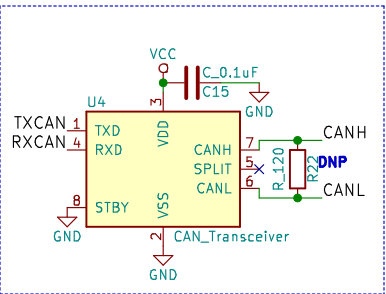 VCC
C_0.1uF
C15
GND
U4
3
TXCAN 1 TXD
RXCAN 4 RXD
VDD
CANH 7 CANH
SPLIT 5
CANL 6 CANL
R_120
R22
DNP
8 STBY
VSS
GND
2
CAN_Transceiver
GND